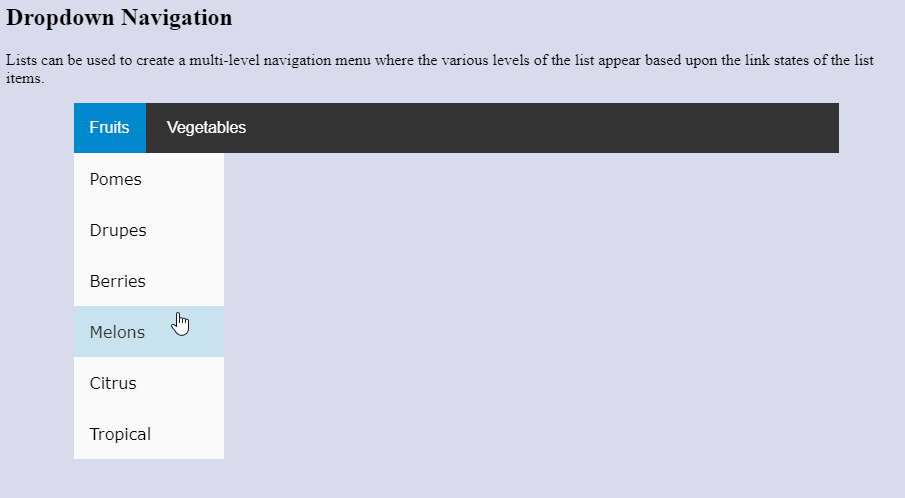 Dropdown Navigation
Lists can be used to create a multi-level navigation menu where the various levels of the list appear based upon the link states of the list
items.
Fruits Vegetables
Pomes
Drupes
Berries
Melons
Citrus
Tropical